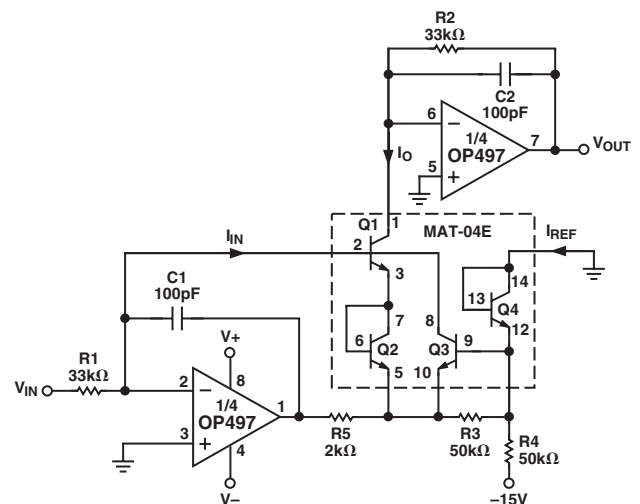 R2
33kΩ
C2
100pF
6
−
1/4
OP497
7
VOUT
5
+
IO
Q1
1
MAT-04E
IREF
2
3
14
13
Q4
12
IIN
C1
100pF
7
8
6
Q2
Q3
9
5
10
V+
R1
33kΩ
VIN
2
−
8
1/4
OP497
1
3
+
4
V−
R5
2kΩ
R3
50kΩ
R4
50kΩ
−15V